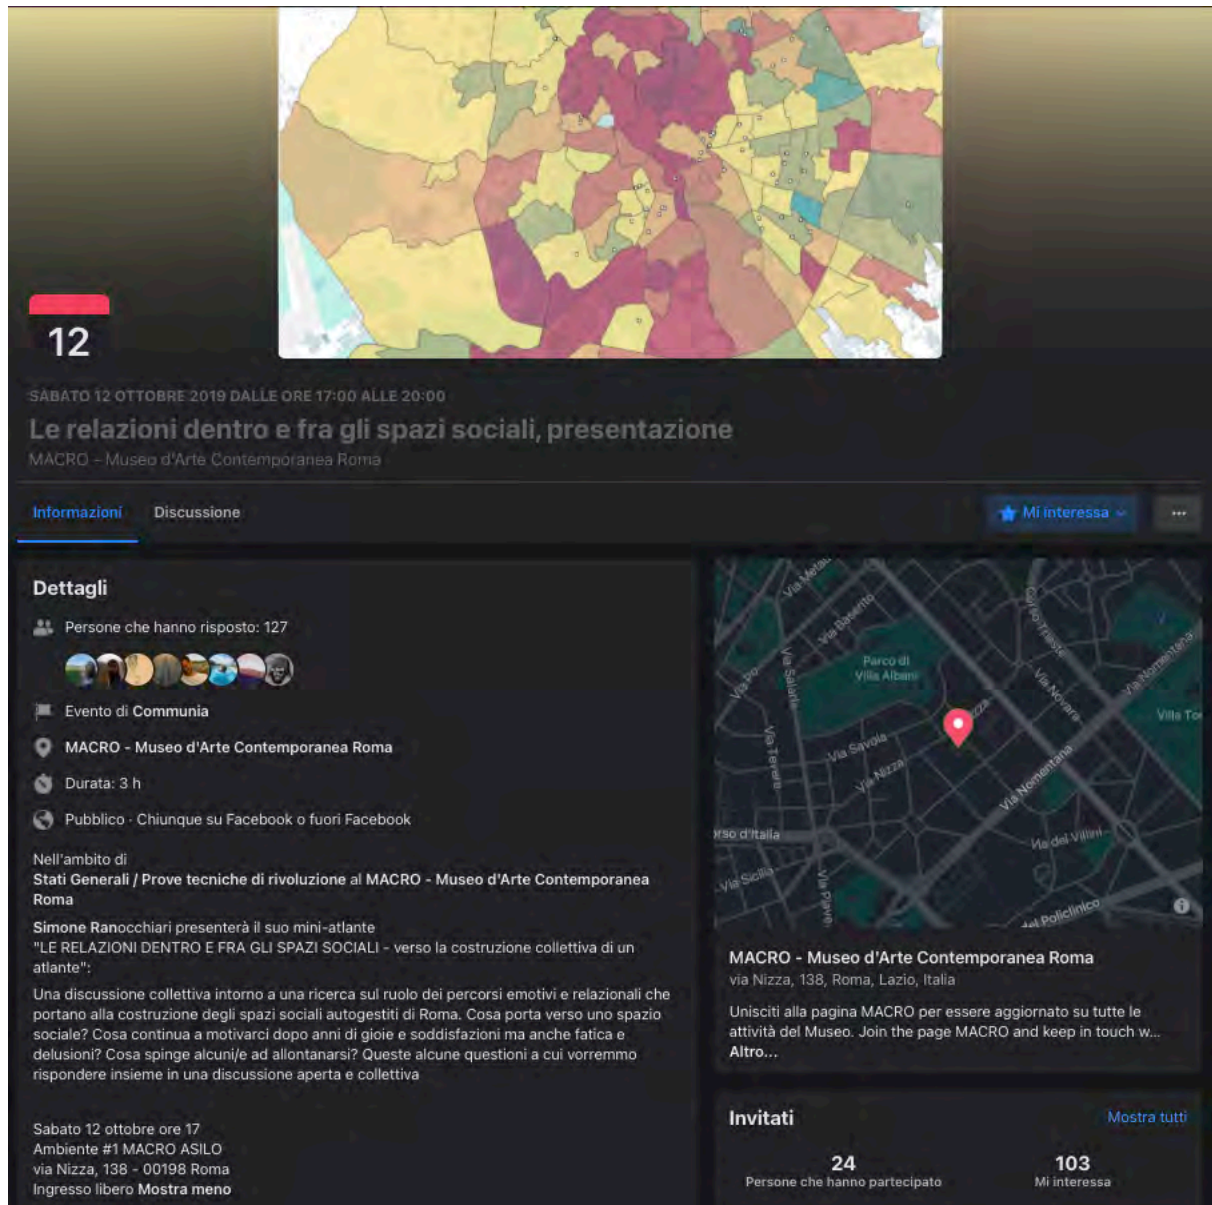 12
SABATO 12 OTTOBRE 2019 DALLE ORE 17:00 ALLE 20:00
Le relazioni dentro e fra gli spazi sociali, presentazione
MACRO - Museo d'Arte Contemporanea Roma
Informazioni
Discussione
Mi interessa
...
Dettagli
Persone che hanno risposto: 127
Evento di Communia
MACRO - Museo d'Arte Contemporanea Roma
Durata: 3 h
Pubblico · Chiunque su Facebook o fuori Facebook
Nell'ambito di
Stati Generali / Prove tecniche di rivoluzione al MACRO - Museo d'Arte Contemporanea
Roma
Simone Ranocchiari presenterà il suo mini-atlante
"LE RELAZIONI DENTRO E FRA GLI SPAZI SOCIALI - verso la costruzione collettiva di un
atlante":
Una discussione collettiva intorno a una ricerca sul ruolo dei percorsi emotivi e relazionali che
portano alla costruzione degli spazi sociali autogestiti di Roma. Cosa porta verso uno spazio
sociale? Cosa continua a motivarci dopo anni di gioie e soddisfazioni ma anche fatica e
delusioni? Cosa spinge alcuni/e ad allontanarsi? Queste alcune questioni a cui vorremmo
rispondere insieme in una discussione aperta e collettiva
Sabato 12 ottobre ore 17
Ambiente #1 MACRO ASILO
via Nizza, 138 - 00198 Roma
Ingresso libero Mostra meno
Via Basento
Corso Trieste
Parco di
Villa Albani
Via Po
Via Salaria
Via Novara
Via Nomentana
Villa Tor
Via Savoia
Via Tevere
Via Nizza
Via Nomentana
orso d'Italia
Via dei Villini
Via Sicilia
Via Piave
del Policlinico
MACRO - Museo d'Arte Contemporanea Roma
via Nizza, 138, Roma, Lazio, Italia
Unisciti alla pagina MACRO per essere aggiornato su tutte le
attività del Museo. Join the page MACRO and keep in touch w...
Altro...
Invitati
Mostra tutti
24
Persone che hanno partecipato
103
Mi interessa